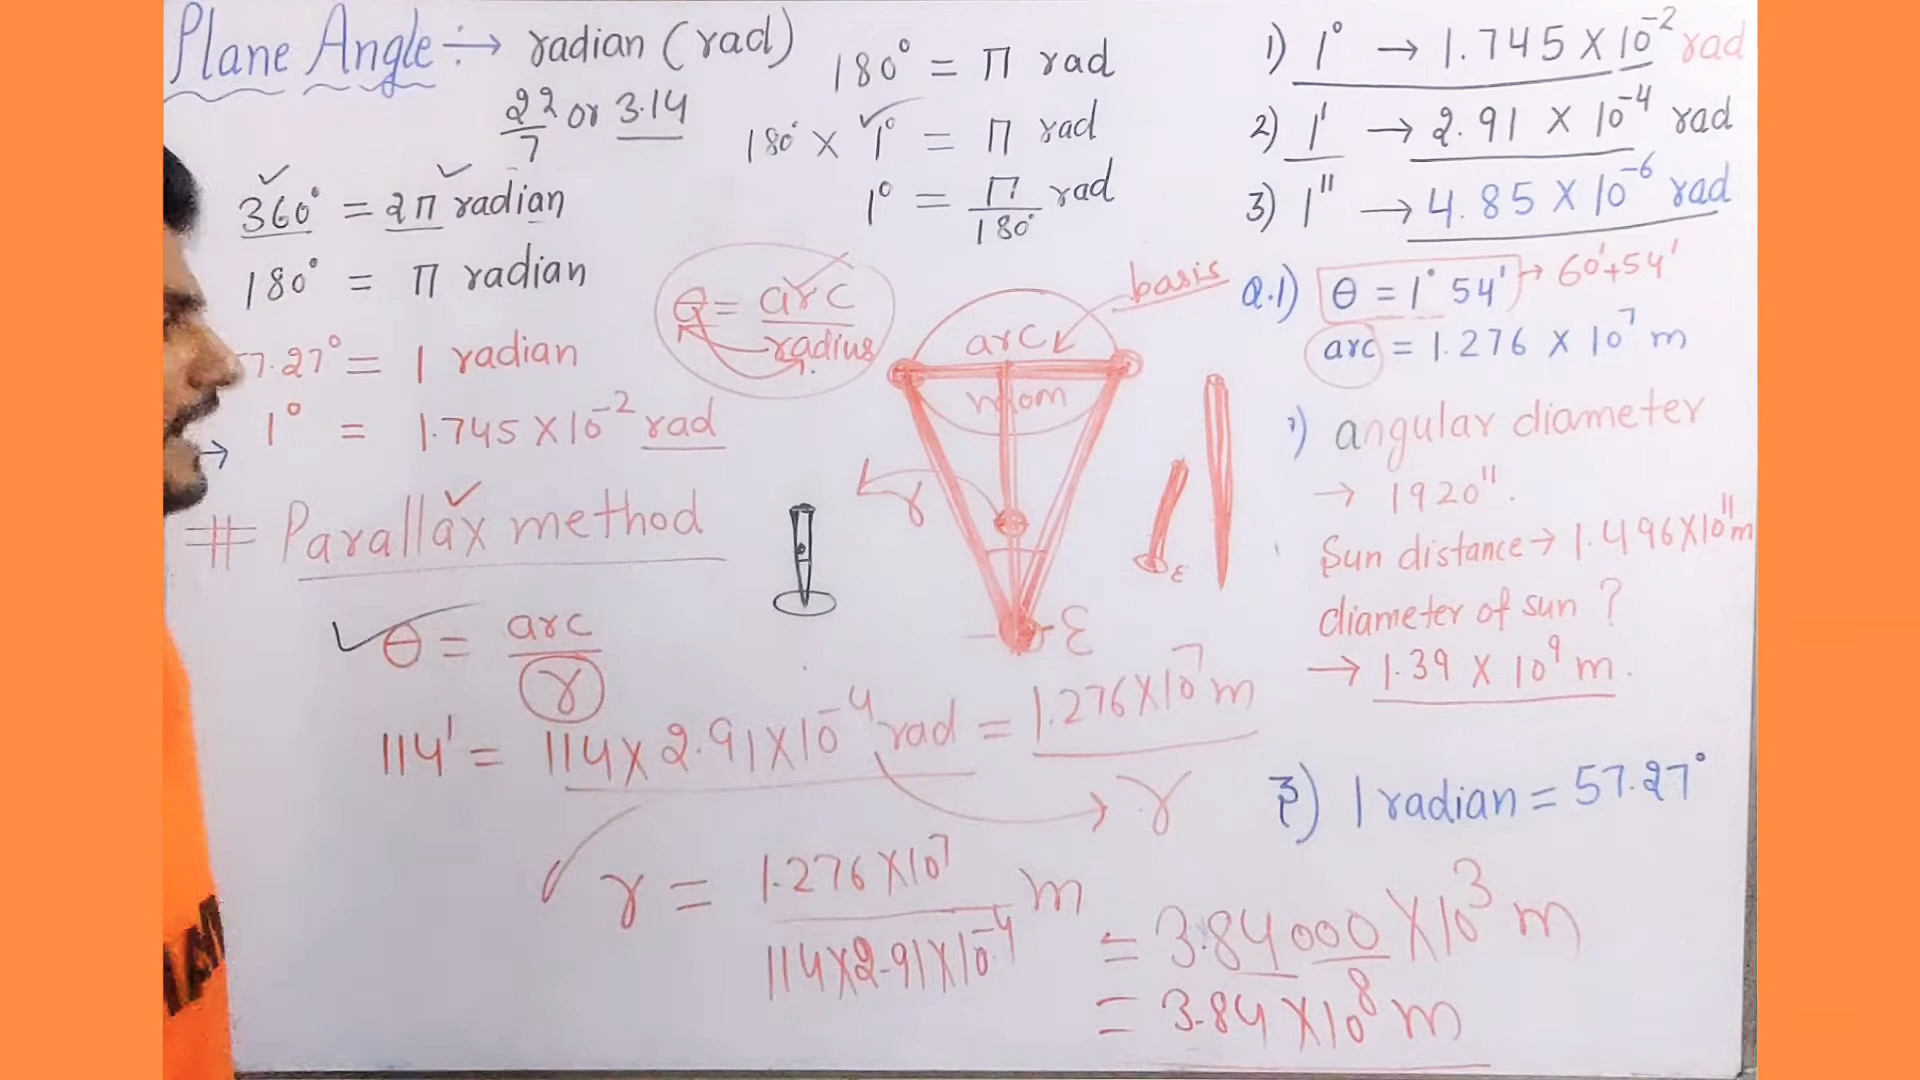 Plane Angle :→ radian (rad)
22/7 or 3.14
360° = 2π radian
180° = π radian
7.27° = 1 radian
→ 1° = 1.745 × 10⁻² rad
# Parallax method
θ = arc/r
114' = 114 × 2.91 × 10⁻⁴ rad = 1.276 × 10⁷ m
r
r = 1.276 × 10⁷ / 114 × 2.91 × 10⁻⁴ m
= 3.84000 × 10³ m
= 3.84 × 10⁸ m
180° = π rad
180° × 1° = π rad
1° = π/180° rad
θ = arc/radius
basis
arc
r
E
E
1) 1° → 1.745 × 10⁻² rad
2) 1' → 2.91 × 10⁻⁴ rad
3) 1" → 4.85 × 10⁻⁶ rad
Q.1) θ = 1° 54' → 60'+54'
arc = 1.276 × 10⁷ m
angular diameter
→ 1920".
Sun distance → 1.496×10¹¹m
diameter of sun ?
→ 1.39 × 10⁹ m.
3) 1 radian = 57.27°